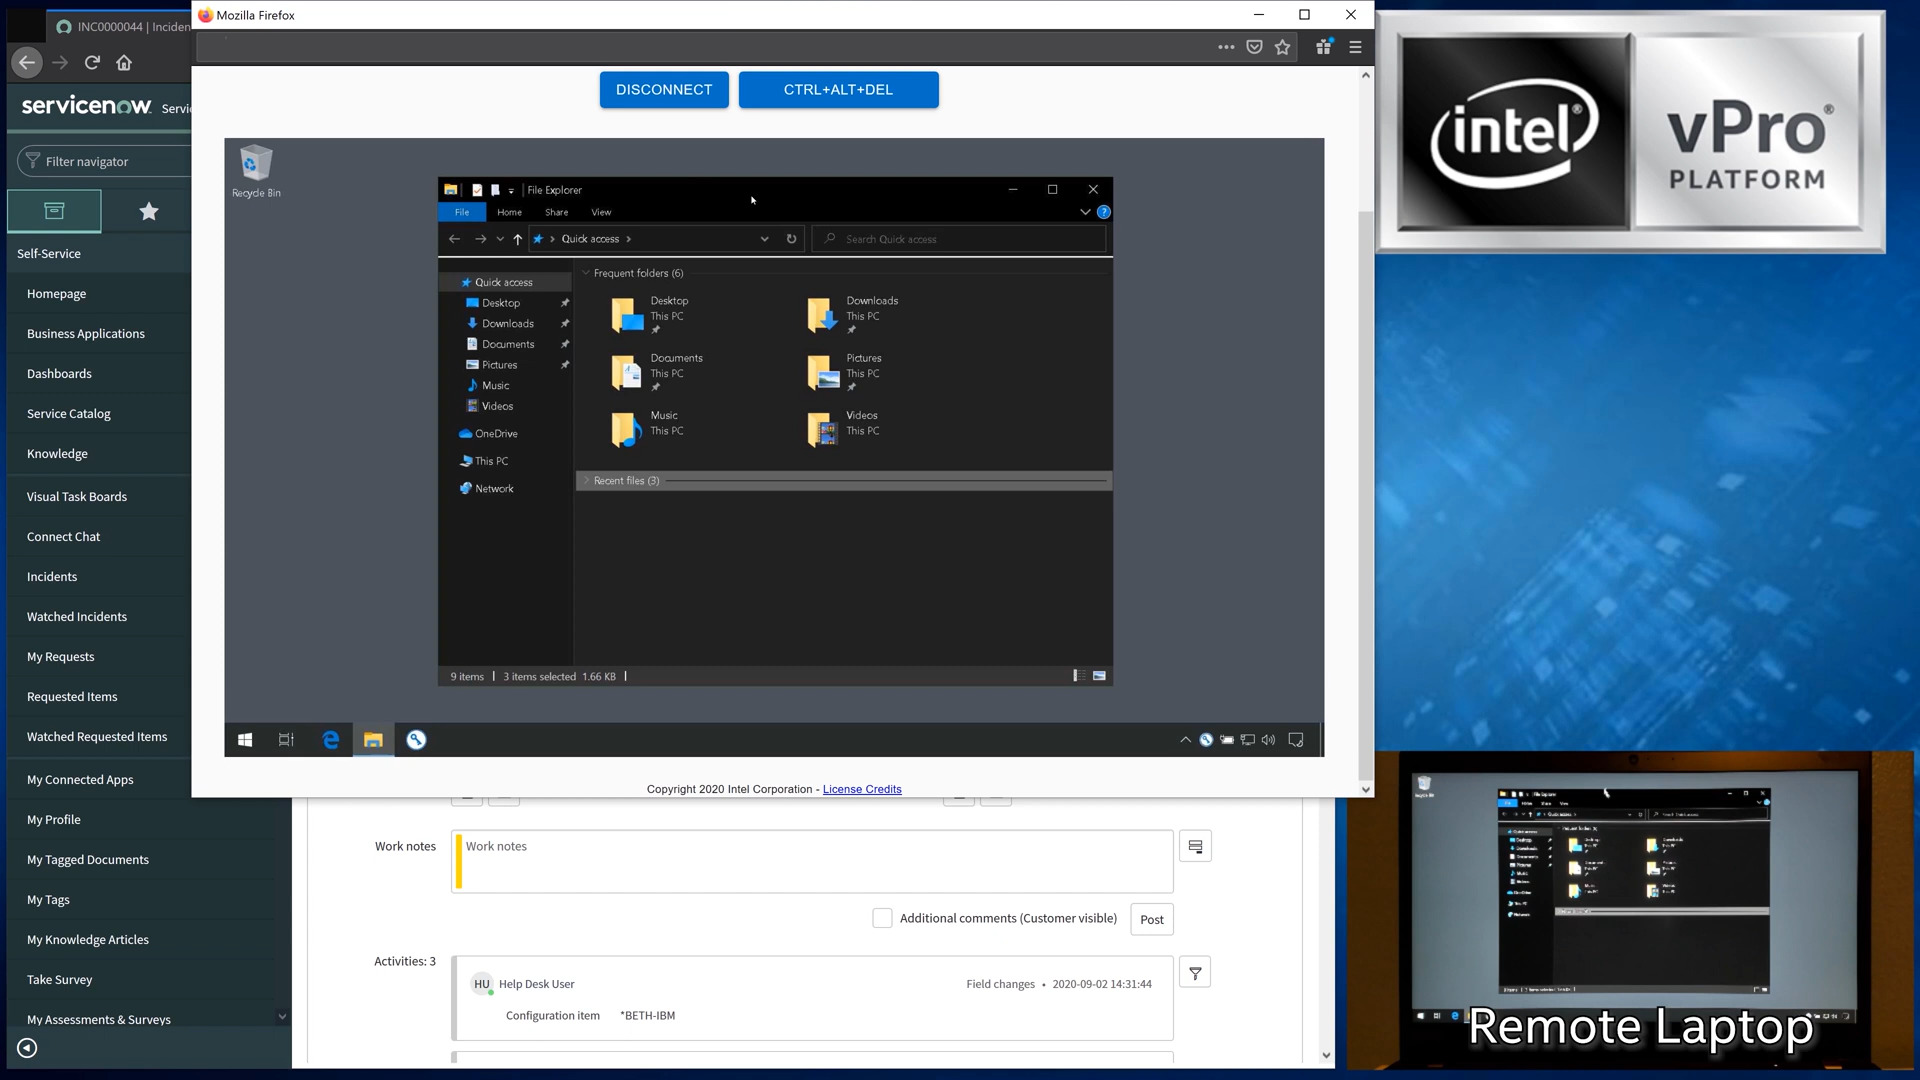 INC0000044 | Inciden
Mozilla Firefox
servicenow. Servic
Filter navigator
Self-Service
Homepage
Business Applications
Dashboards
Service Catalog
Knowledge
Visual Task Boards
Connect Chat
Incidents
Watched Incidents
My Requests
Requested Items
Watched Requested Items
My Connected Apps
My Profile
My Tagged Documents
My Tags
My Knowledge Articles
Take Survey
My Assessments & Surveys
DISCONNECT
CTRL+ALT+DEL
Recycle Bin
File Explorer
File Home Share View
Quick access
Search Quick access
Quick access
Desktop
Downloads
Documents
Pictures
Music
Videos
OneDrive
This PC
Network
Frequent folders (6)
Desktop
This PC
Downloads
This PC
Documents
This PC
Pictures
This PC
Music
This PC
Videos
This PC
Recent files (3)
9 items 3 items selected 1.66 KB
Copyright 2020 Intel Corporation - License Credits
Work notes
Work notes
Additional comments (Customer visible)
Post
Activities: 3
HU Help Desk User
Field changes • 2020-09-02 14:31:44
Configuration item *BETH-IBM
intel®
vPro®
PLATFORM
Remote Laptop